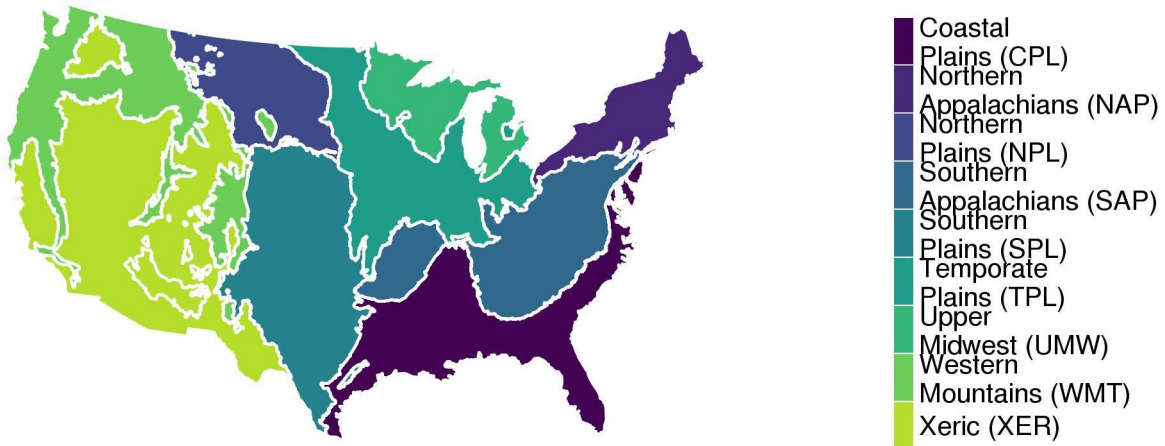 Coastal
Plains (CPL)
Northern
Appalachians (NAP)
Northern
Plains (NPL)
Southern
Appalachians (SAP)
Southern
Plains (SPL)
Temporate
Plains (TPL)
Upper
Midwest (UMW)
Western
Mountains (WMT)
Xeric (XER)